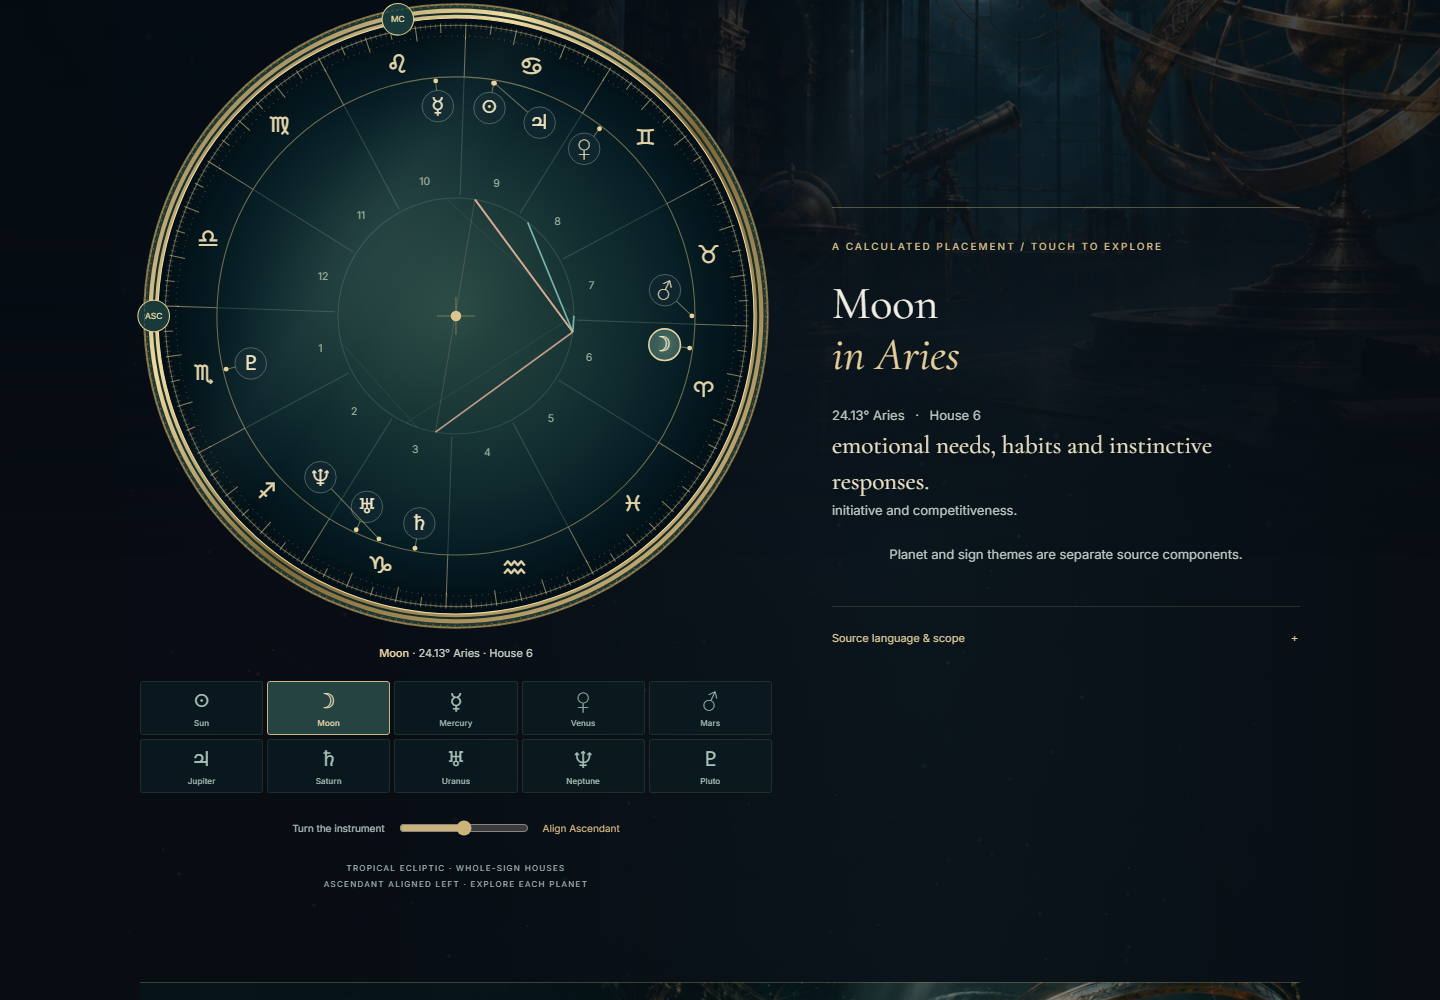 MC
♌
♋
☿
☉
♃
♀
♍
♊
10
9
11
8
♎
♉
12
7
♂
ASC
☽
1
6
♏
♇
♈
2
5
3
4
♆
♅
♄
♐
♓
♑
♒
Moon · 24.13° Aries · House 6
☉
☽
☿
♀
♂
Sun
Moon
Mercury
Venus
Mars
♃
♄
♅
♆
♇
Jupiter
Saturn
Uranus
Neptune
Pluto
Turn the instrument
Align Ascendant
TROPICAL ECLIPTIC · WHOLE-SIGN HOUSES
ASCENDANT ALIGNED LEFT · EXPLORE EACH PLANET
A CALCULATED PLACEMENT / TOUCH TO EXPLORE
Moon
in Aries
24.13° Aries · House 6
emotional needs, habits and instinctive
responses.
initiative and competitiveness.
Planet and sign themes are separate source components.
Source language & scope +